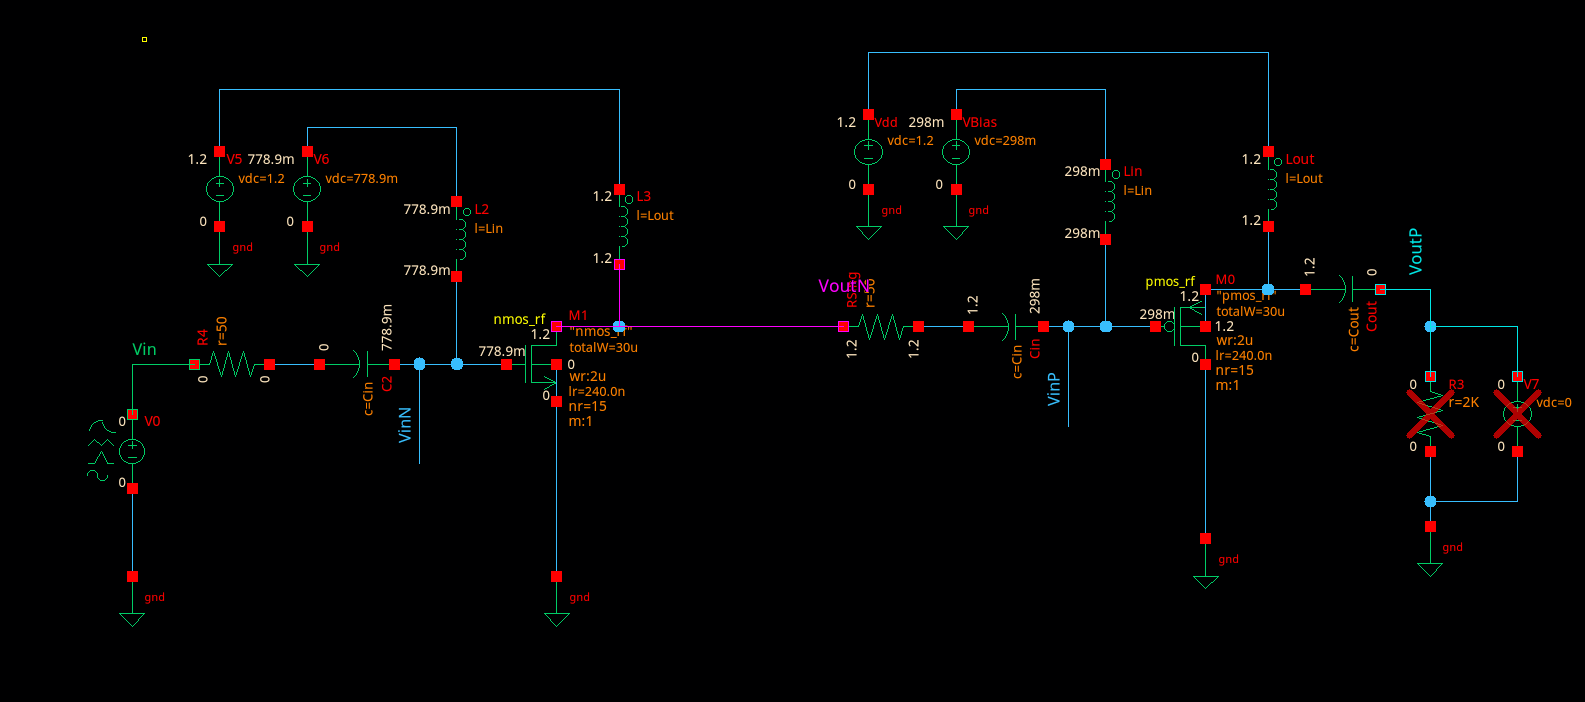 1.2
V5
vdc=1.2
0
gnd
778.9m
V6
vdc=778.9m
0
gnd
778.9m
L2
l=Lin
778.9m
1.2
L3
l=Lout
1.2
Vin
R4
r=50
0
0
0
c=Cin
C2
778.9m
VinN
0
V0
0
gnd
nmos_rf
M1
1.2
"nmos_rf"
totalW=30u
778.9m
0
wr:2u
lr=240.0n
nr=15
m:1
0
gnd
1.2
Vdd
vdc=1.2
0
gnd
298m
VBias
vdc=298m
0
gnd
298m
Lin
l=Lin
298m
1.2
Lout
l=Lout
1.2
r=50
1.2
1.2
1.2
c=Cin
Cin
298m
VinP
pmos_rf
M0
1.2
"pmos_rf"
totalW=30u
298m
1.2
wr:2u
lr=240.0n
nr=15
m:1
0
gnd
1.2
c=Cout
Cout
0
VoutP
0
R3
r=2K
0
0
V7
vdc=0
0
gnd